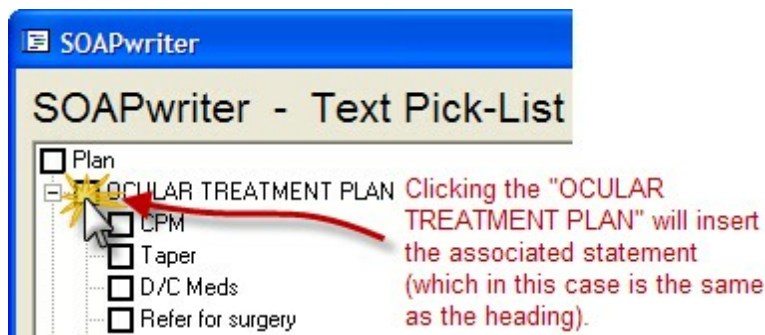 SOAPwriter
SOAPwriter - Text Pick-List
Plan
OCULAR TREATMENT PLAN
CPM
Taper
D/C Meds
Refer for surgery
Clicking the "OCULAR
TREATMENT PLAN" will insert
the associated statement
(which in this case is the same
as the heading).